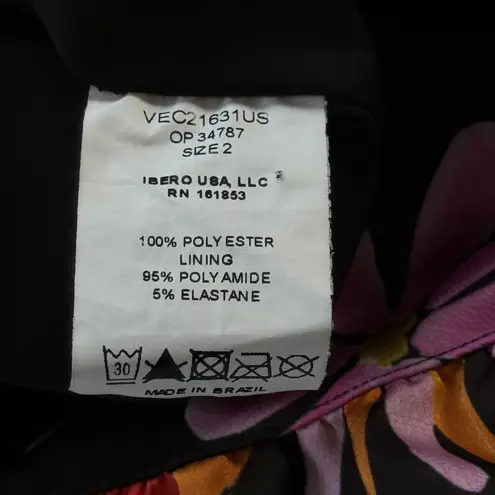 VEC21631US
OP 34787
SIZE 2
IBERO USA, LLC
RN 161853
100% POLYESTER
LINING
95% POLYAMIDE
5% ELASTANE
30
MADE IN BRAZIL